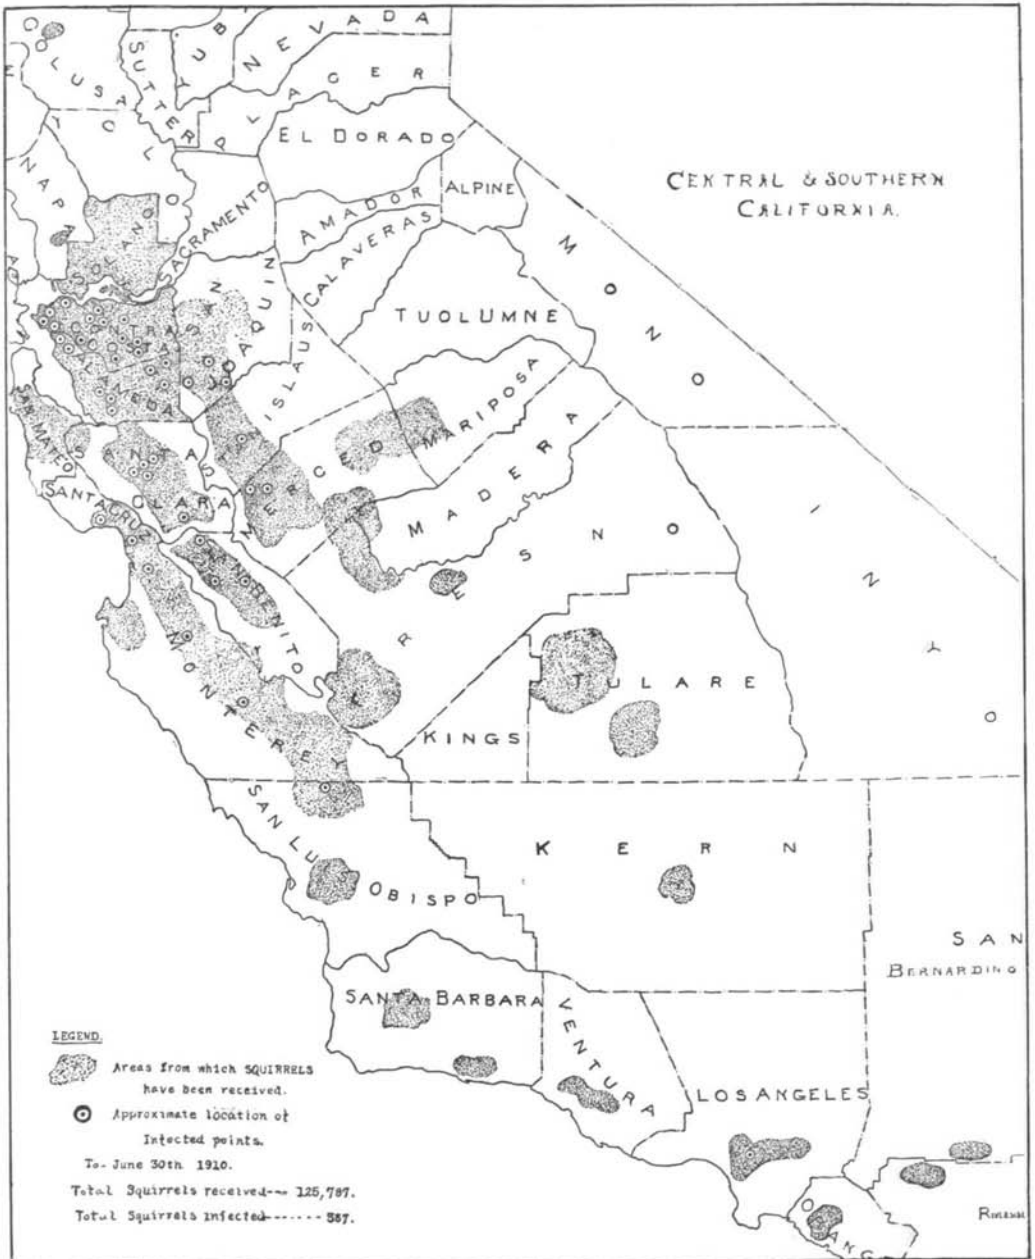 CENTRAL & SOUTHERN
CALIFORNIA.
COLUSA
SUTTER
YUB
NEVADA
PLACER
YOLO
NAPA
EL DORADO
SACRAMENTO
AMADOR
ALPINE
CALAVERAS
SOLANO
MONO
TUOLUMNE
CONTRA
COSTA
SAN JOAQUIN
ALAMEDA
STANISLAUS
SAN MATEO
SANTA
CLARA
MERCED
MARIPOSA
MADERA
SANTA CRUZ
SAN BENITO
FRESNO
INYO
MONTEREY
TULARE
KINGS
SAN LUIS
OBISPO
KERN
SAN
BERNARDINO
SANTA BARBARA
VENTURA
LOS ANGELES
ORANGE
LEGEND.
Areas from which SQUIRRELS
have been received.
Approximate location of
Infected points.
To- June 30th 1910.
Total Squirrels received--- 125,787.
Total Squirrels Infected------- 387.